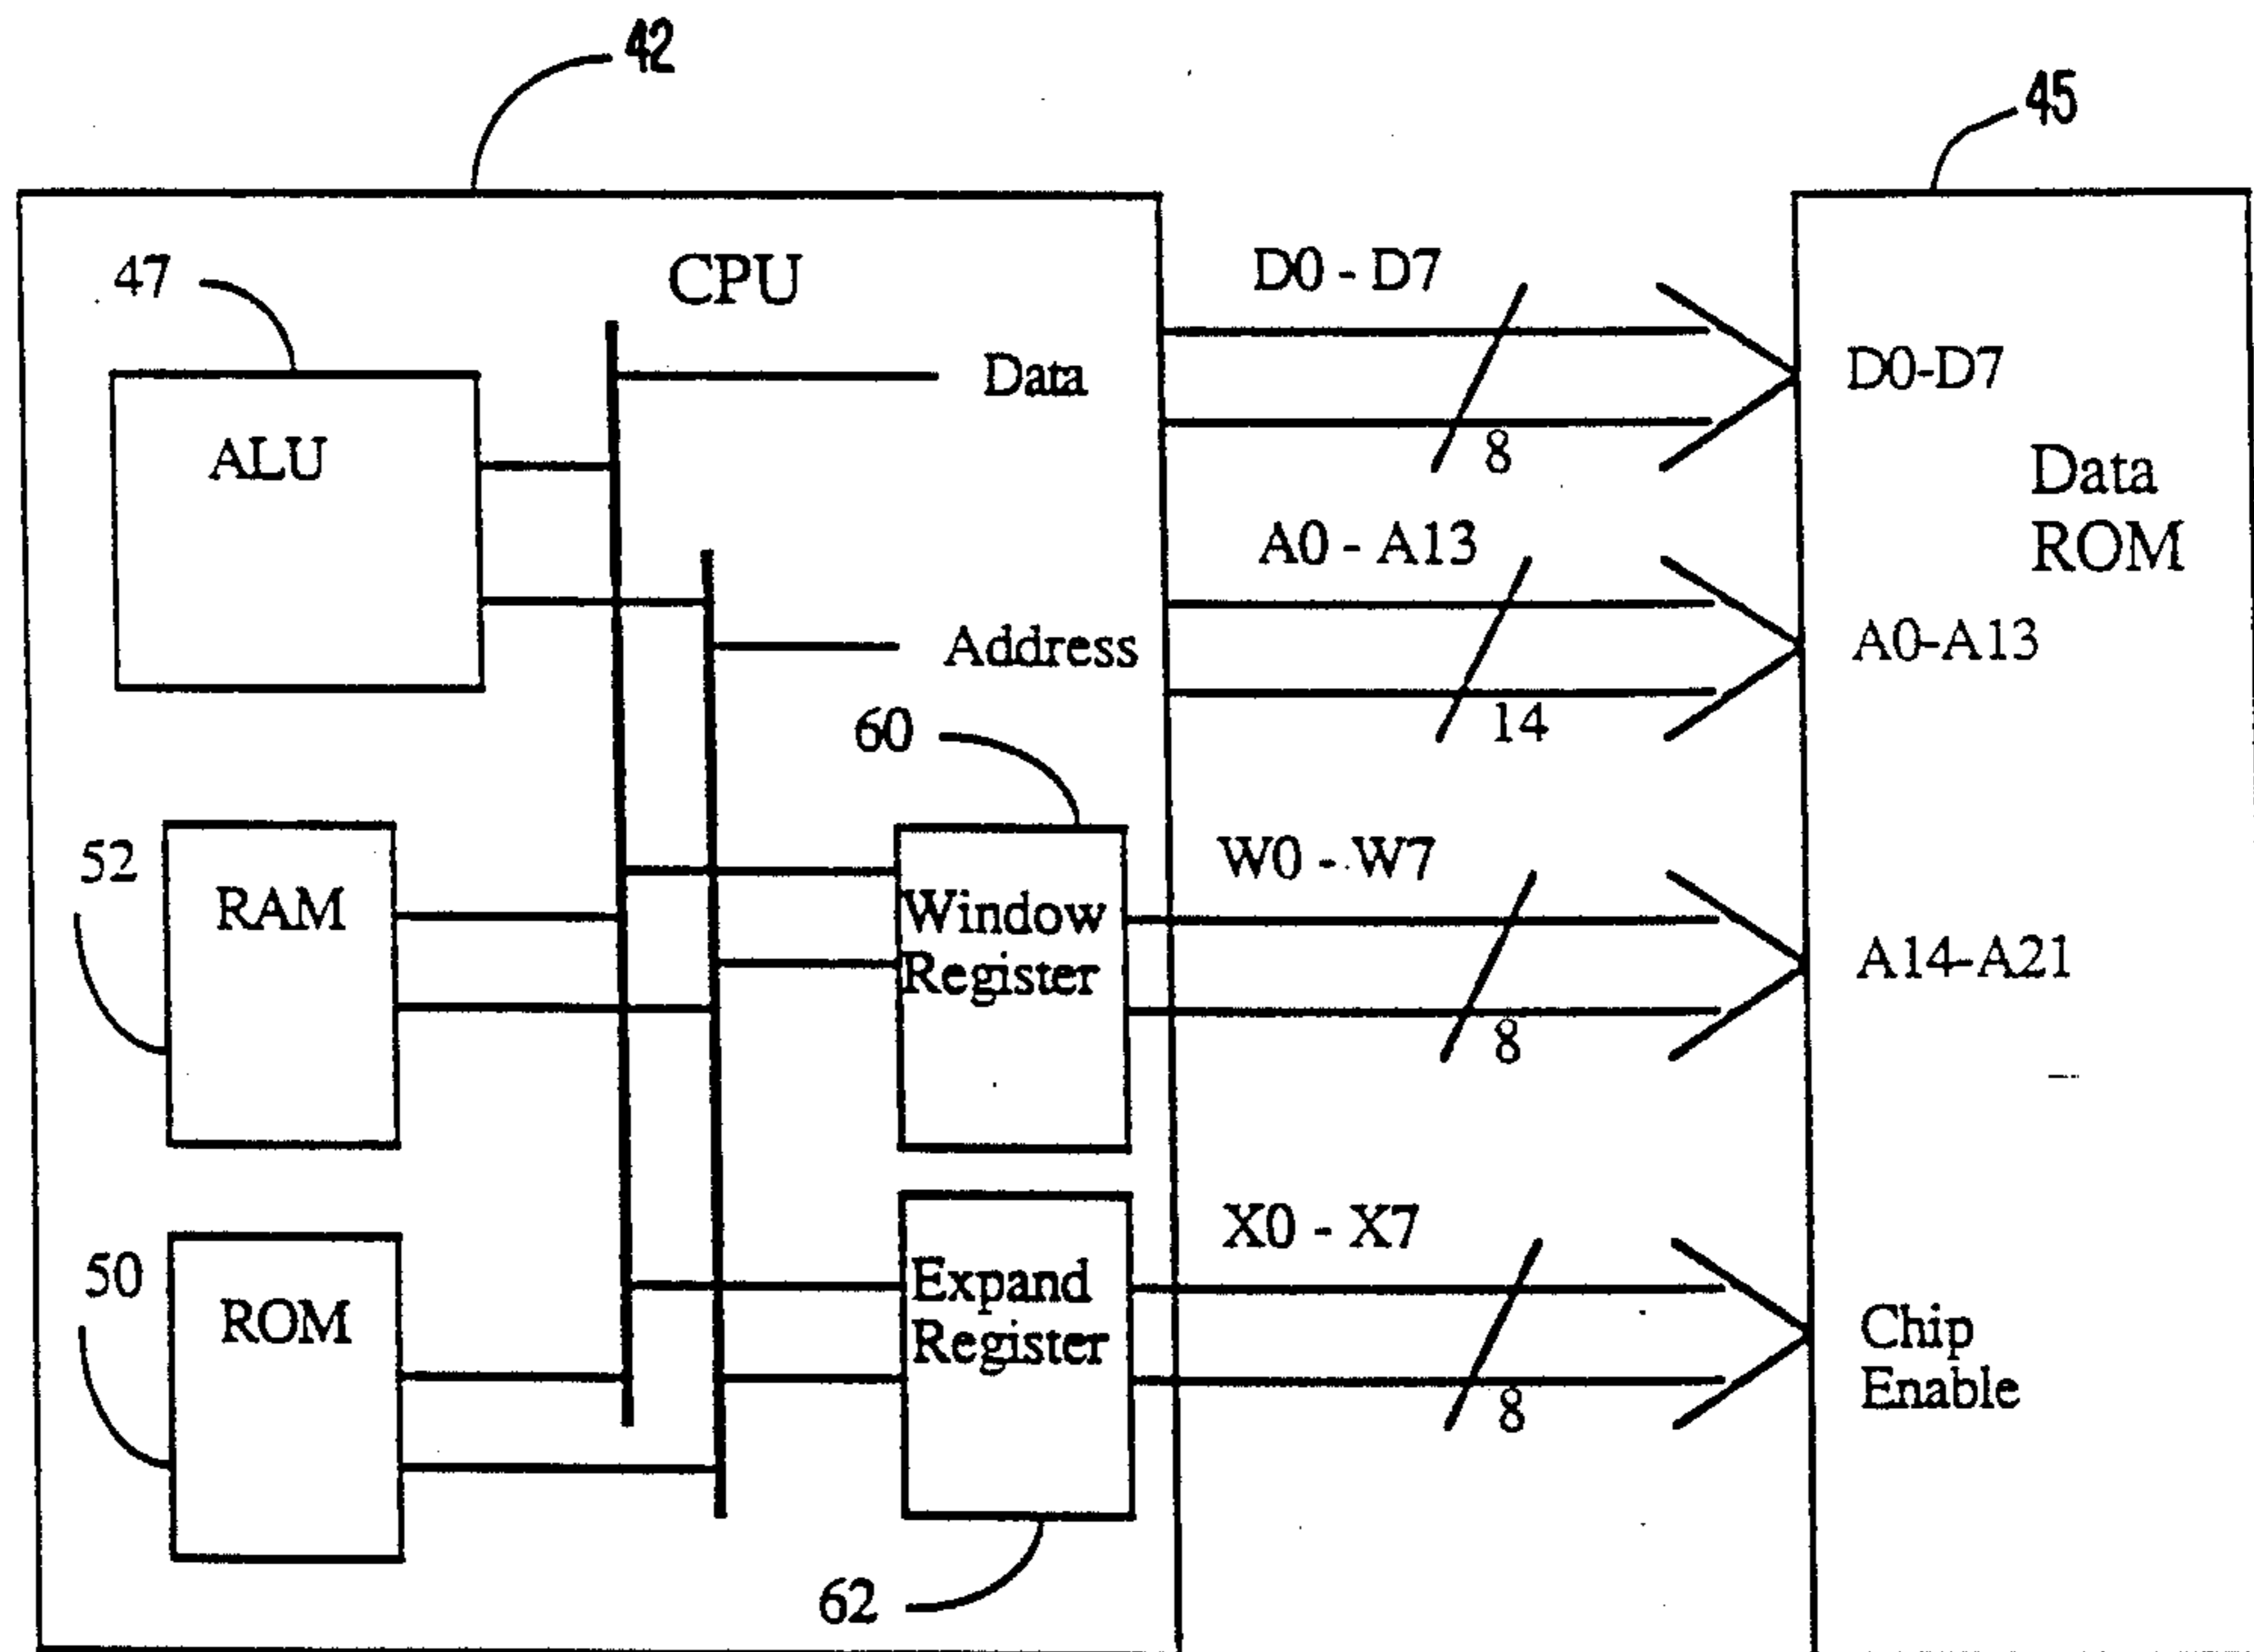 42
45
CPU
47
D0 - D7
Data
D0-D7
ALU
8
Data
ROM
A0 - A13
Address
A0-A13
14
60
52
RAM
W0 - W7
Window
Register
A14-A21
8
50
ROM
X0 - X7
Expand
Register
Chip
Enable
8
62